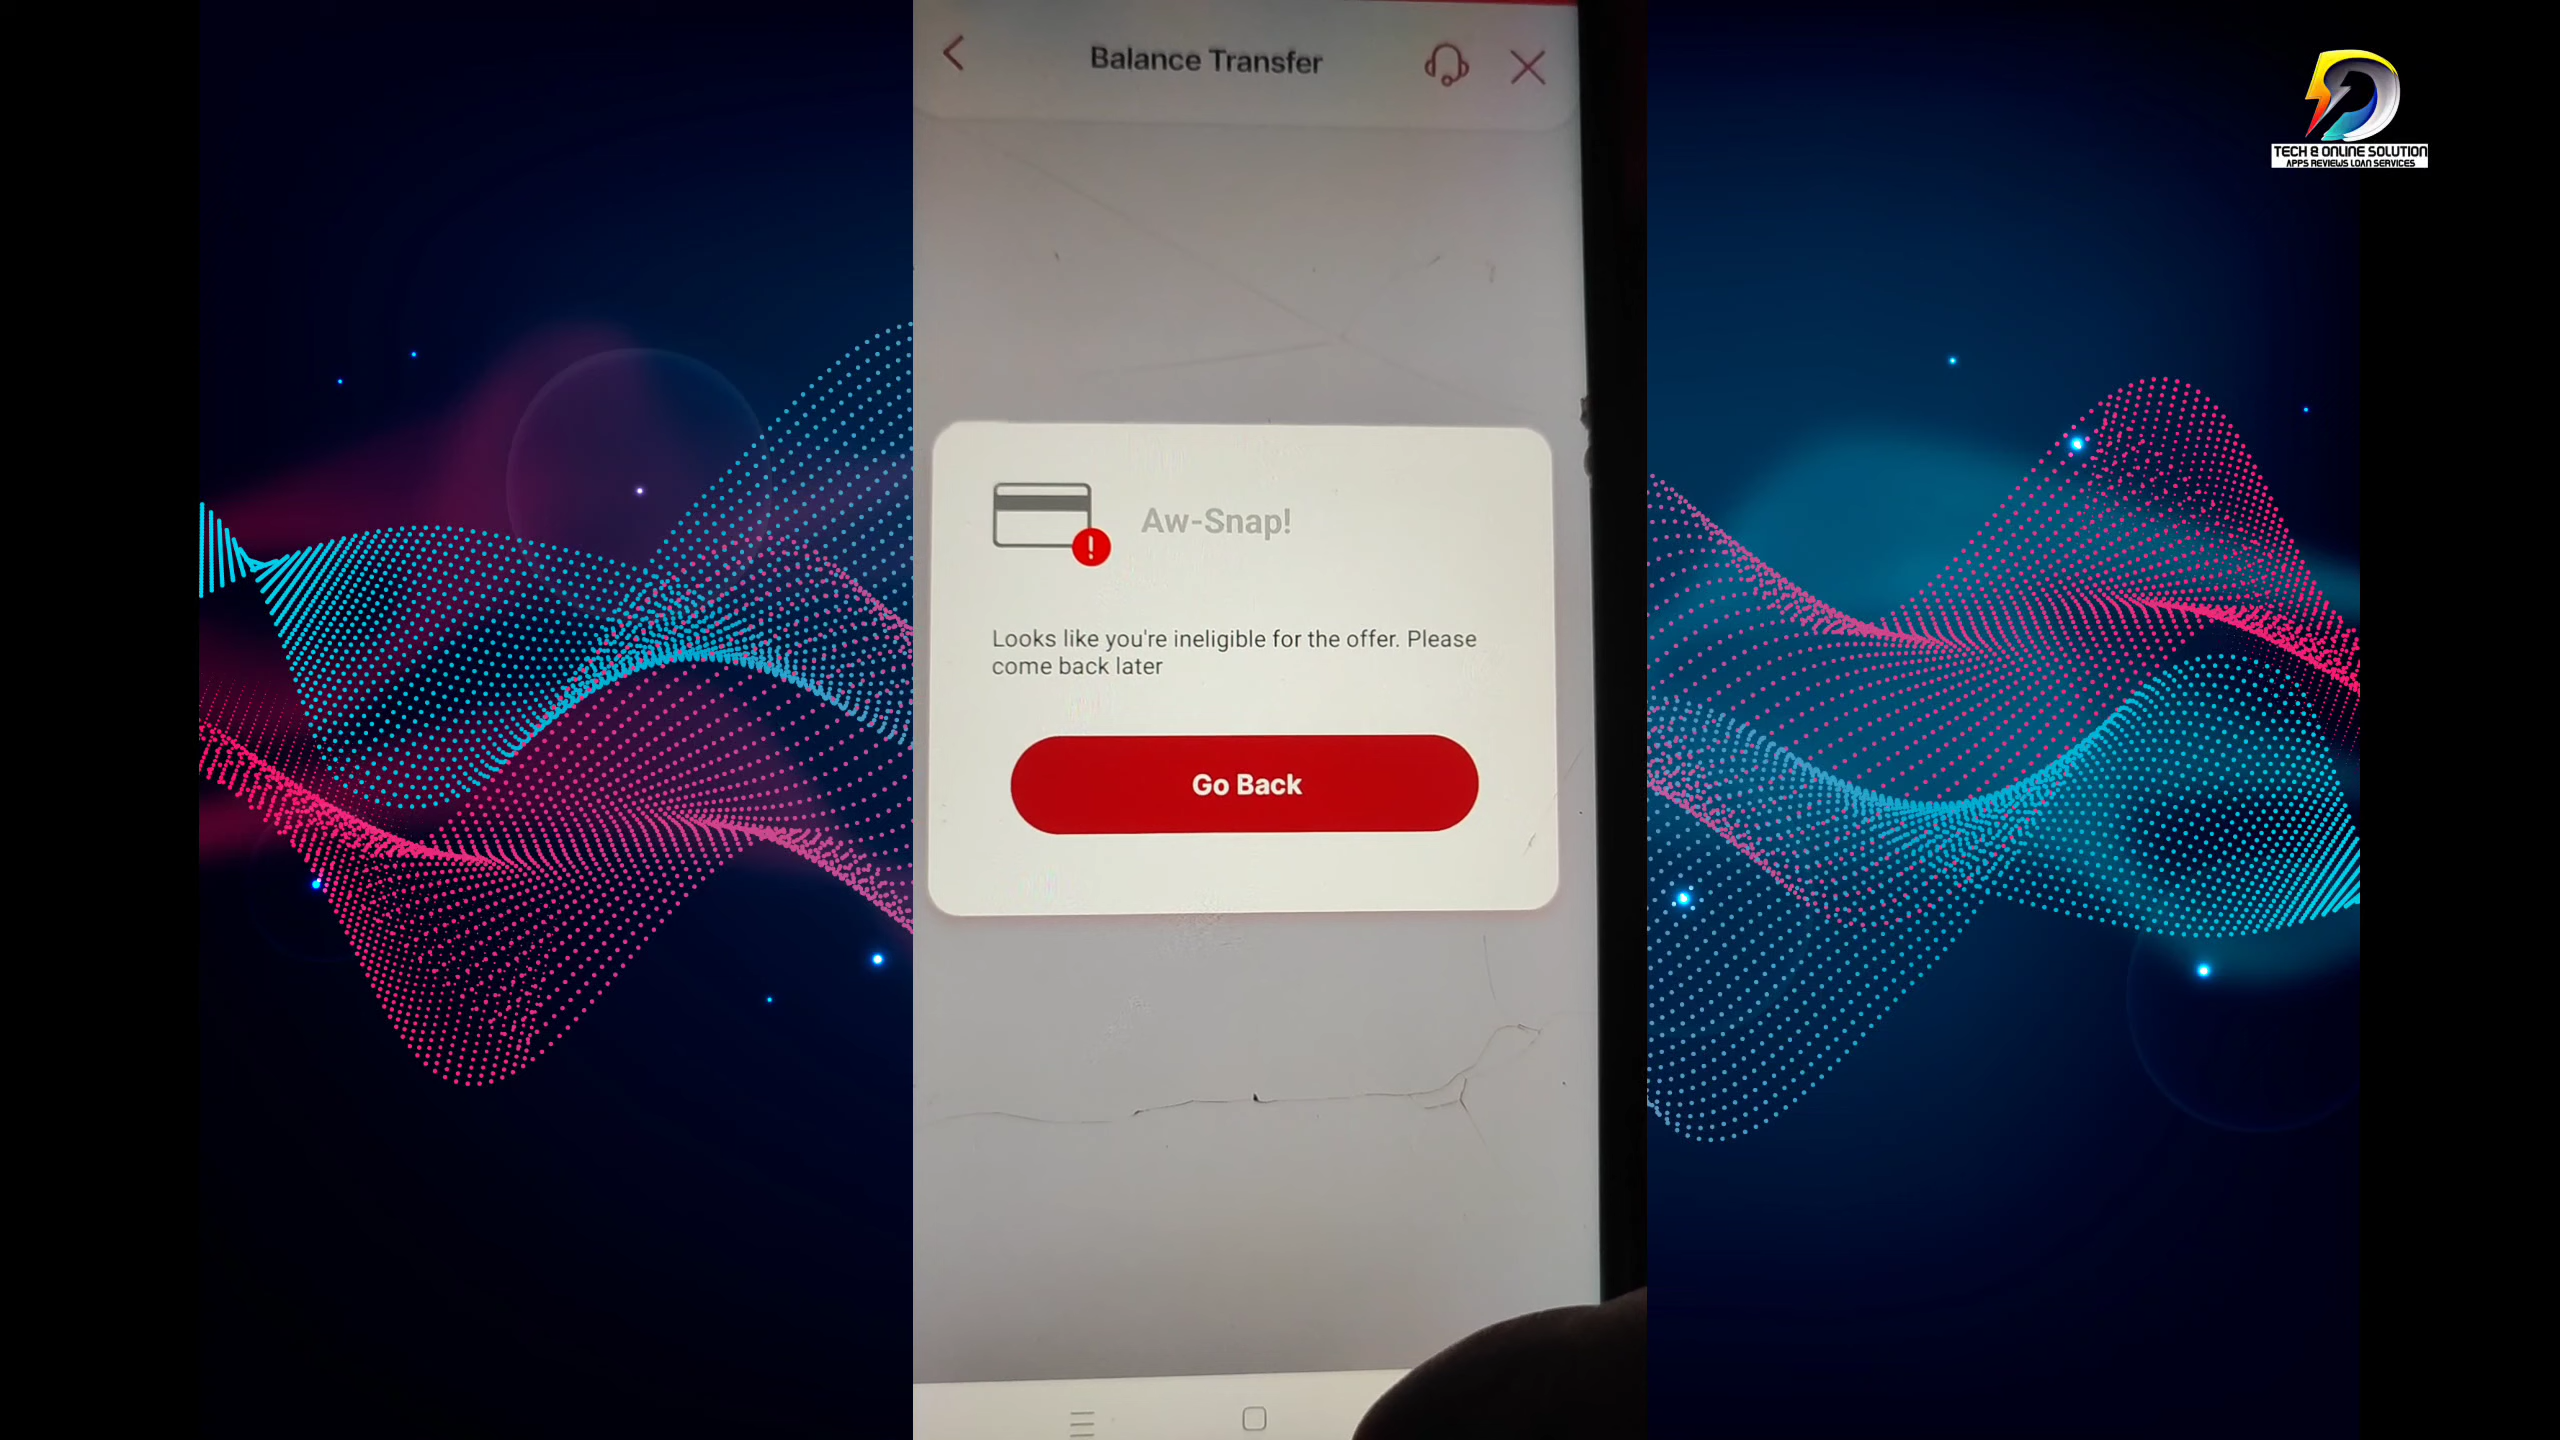 Balance Transfer
TECH & ONLINE SOLUTION
APPS REVIEWS LOAN SERVICES
Aw-Snap!
Looks like you're ineligible for the offer. Please
come back later
Go Back